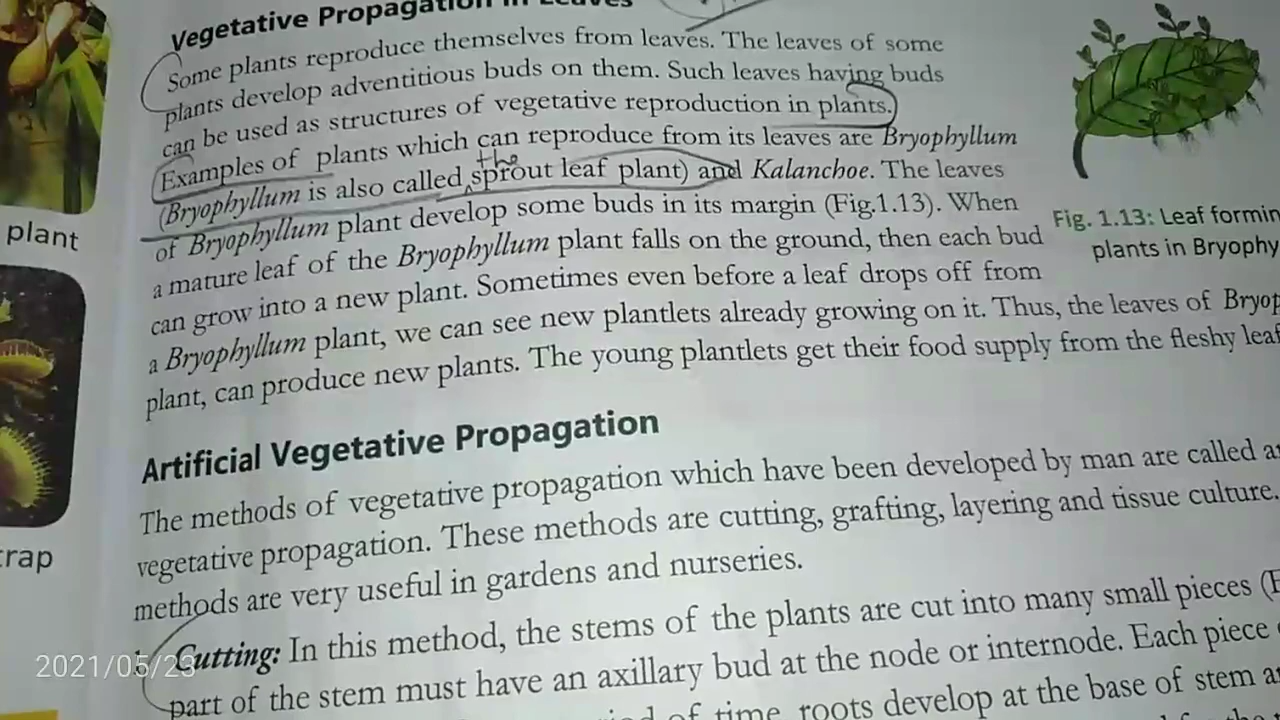 Vegetative Propagation in Leaves
Some plants reproduce themselves from leaves. The leaves of some
plants develop adventitious buds on them. Such leaves having buds
can be used as structures of vegetative reproduction in plants.
Examples of plants which can reproduce from its leaves are Bryophyllum
the
(Bryophyllum is also called sprout leaf plant) and Kalanchoe. The leaves
of Bryophyllum plant develop some buds in its margin (Fig.1.13). When
a mature leaf of the Bryophyllum plant falls on the ground, then each bud
can grow into a new plant. Sometimes even before a leaf drops off from
a Bryophyllum plant, we can see new plantlets already growing on it. Thus, the leaves of Bryop
plant, can produce new plants. The young plantlets get their food supply from the fleshy leaf
Fig. 1.13: Leaf formin
plants in Bryophy
plant
rap
Artificial Vegetative Propagation
The methods of vegetative propagation which have been developed by man are called a
vegetative propagation. These methods are cutting, grafting, layering and tissue culture.
methods are very useful in gardens and nurseries.
Cutting: In this method, the stems of the plants are cut into many small pieces (F
part of the stem must have an axillary bud at the node or internode. Each piece
of time, roots develop at the base of stem a
2021/05/23